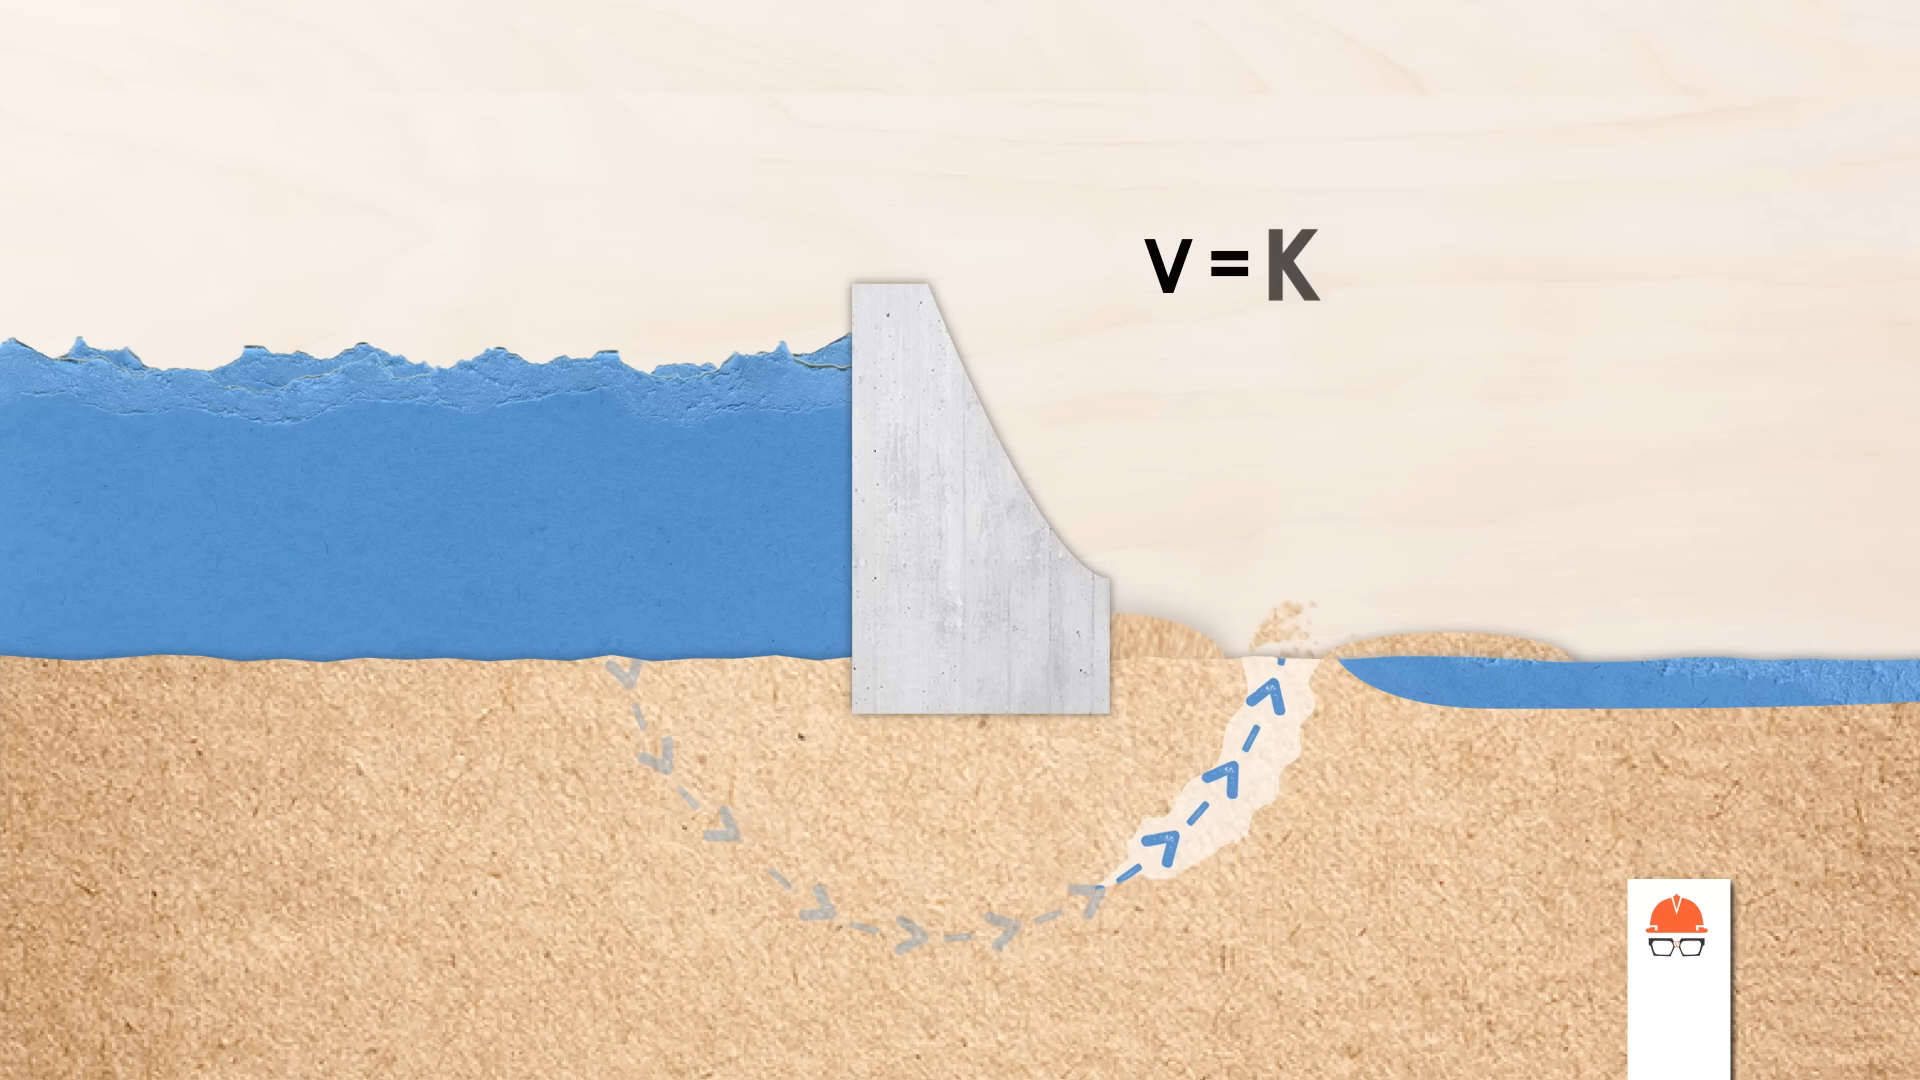 V = K